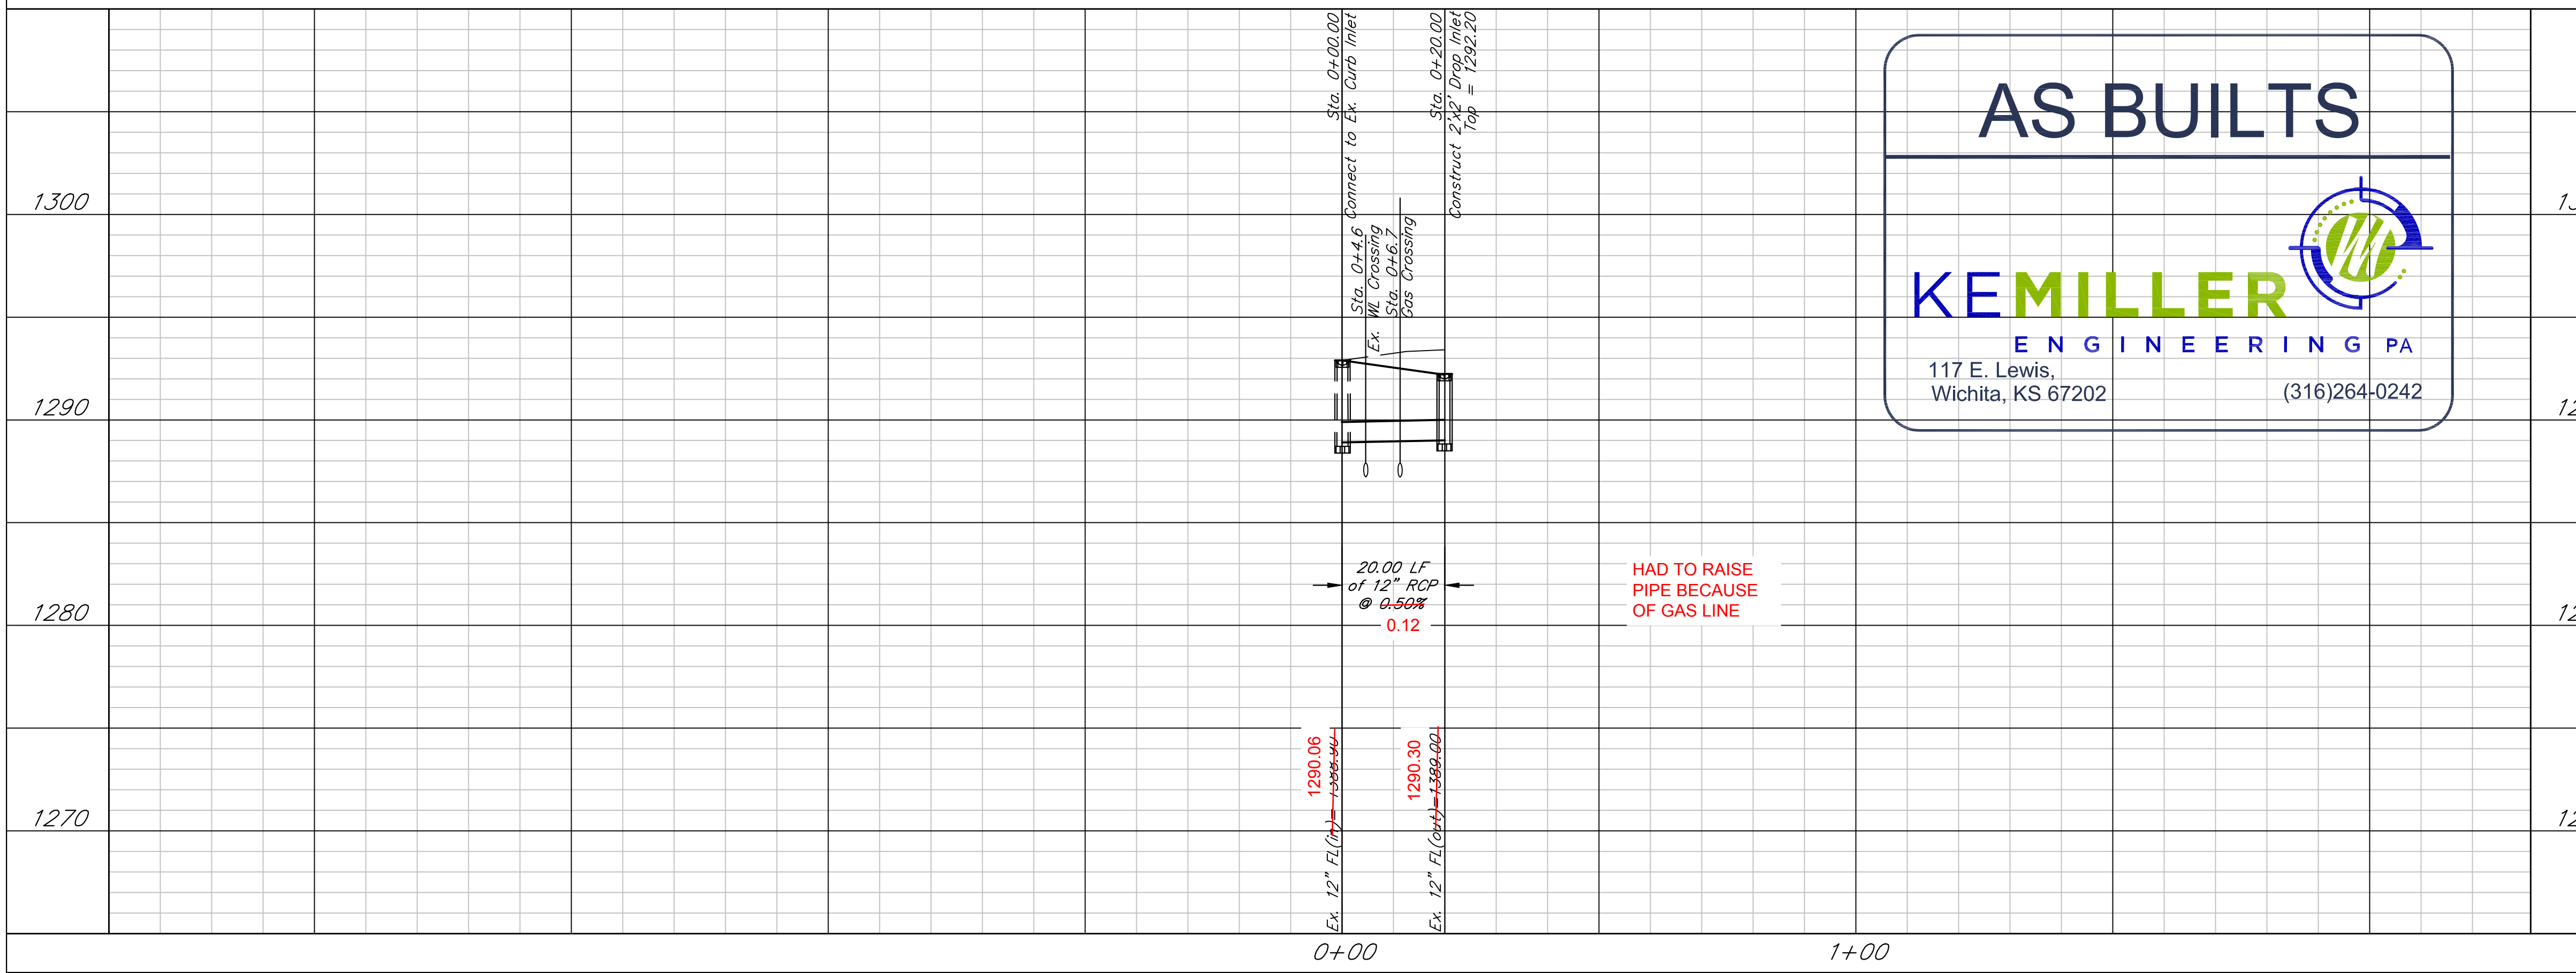 Sta. 0+00.00
Connect to Ex. Curb Inlet
Sta. 0+20.00
Construct 2'x2' Drop Inlet
Top = 1292.20
Sta. 0+4.6
Ex. WL Crossing
Sta. 0+6.7
Gas Crossing
AS BUILTS
KEMILLER
ENGINEERING PA
117 E. Lewis,
Wichita, KS 67202
(316)264-0242
1300
1290
1280
1270
20.00 LF
of 12" RCP
@ 0.50%
0.12
HAD TO RAISE
PIPE BECAUSE
OF GAS LINE
1290.06
Ex. 12" FL(in)=1388.90
1290.30
Ex. 12" FL(out)=1389.00
0+00
1+00